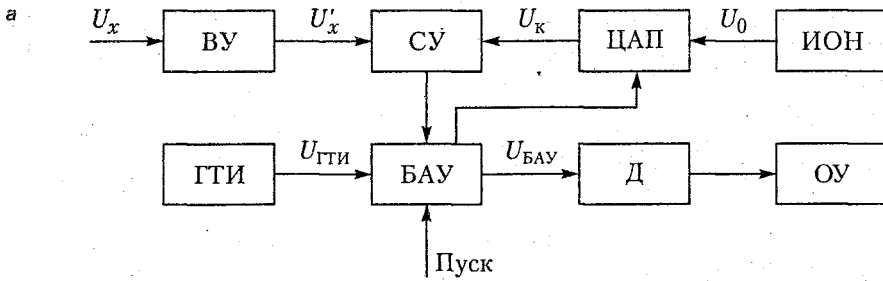 а
U_x ВУ U'_x СУ U_к ЦАП U_0 ИОН
ГТИ U_ГТИ БАУ U_БАУ Д ОУ
Пуск